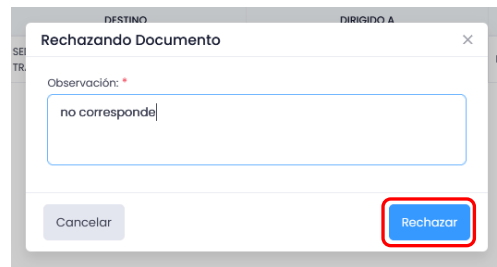 DESTINO DIRIGIDO A
Rechazando Documento
Observación: *
no corresponde
Cancelar Rechazar